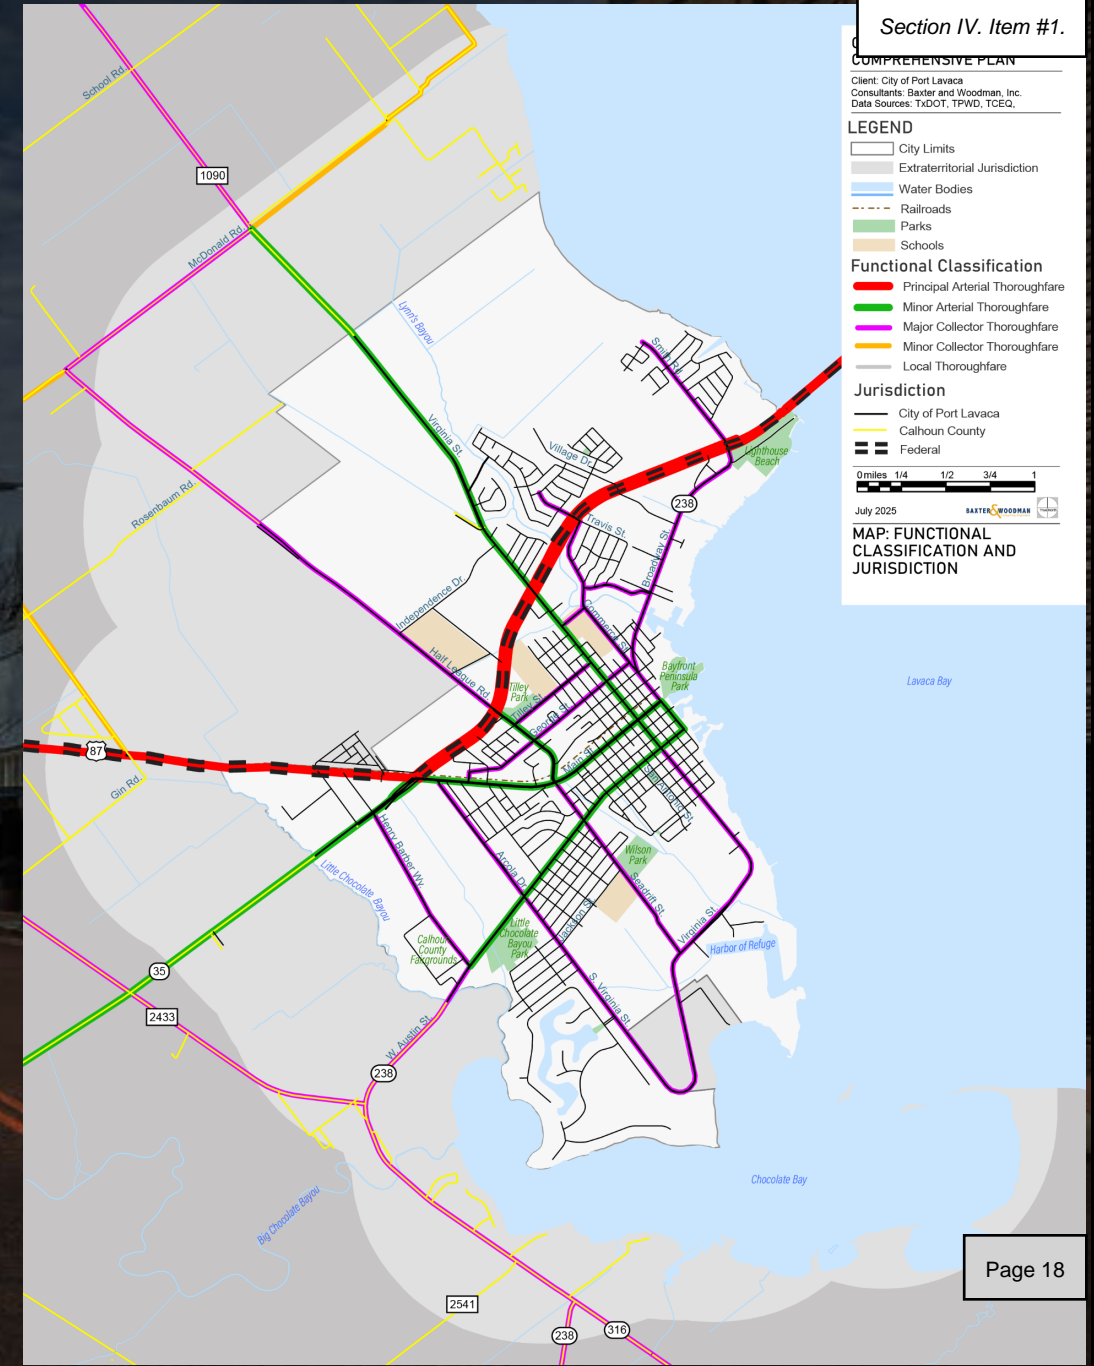 Section IV. Item #1.
COMPREHENSIVE PLAN
Client: City of Port Lavaca
Consultants: Baxter and Woodman, Inc.
Data Sources: TxDOT, TPWD, TCEQ,
LEGEND
City Limits
Extraterritorial Jurisdiction
Water Bodies
Railroads
Parks
Schools
Functional Classification
Principal Arterial Thoroughfare
Minor Arterial Thoroughfare
Major Collector Thoroughfare
Minor Collector Thoroughfare
Local Thoroughfare
Jurisdiction
City of Port Lavaca
Calhoun County
Federal
0 miles 1/4 1/2 3/4 1
July 2025
BAXTER & WOODMAN
MAP: FUNCTIONAL
CLASSIFICATION AND
JURISDICTION
School Rd.
1090
McDonald Rd.
Lynn's Bayou
Smith Rd.
Virginia St.
Village Dr.
Lighthouse
Beach
Rosenbaum Rd.
238
Travis St.
Broadway St.
Independence Dr.
Commerce St.
Half League Rd.
Tilley
Park
Tilley St.
George St.
Bayfront
Peninsula
Park
Lavaca Bay
87
Gin Rd.
Main St.
San Antonio St.
Henry Barber Wy.
Arcola Dr.
Wilson
Park
Seadrift St.
Little Chocolate Bayou
Jackson St.
Virginia St.
Harbor of Refuge
Little
Chocolate
Bayou
Park
Calhoun
County
Fairgrounds
35
2433
S. Virginia St.
W. Austin St.
238
Chocolate Bay
Big Chocolate Bayou
2541
238
316
Page 18